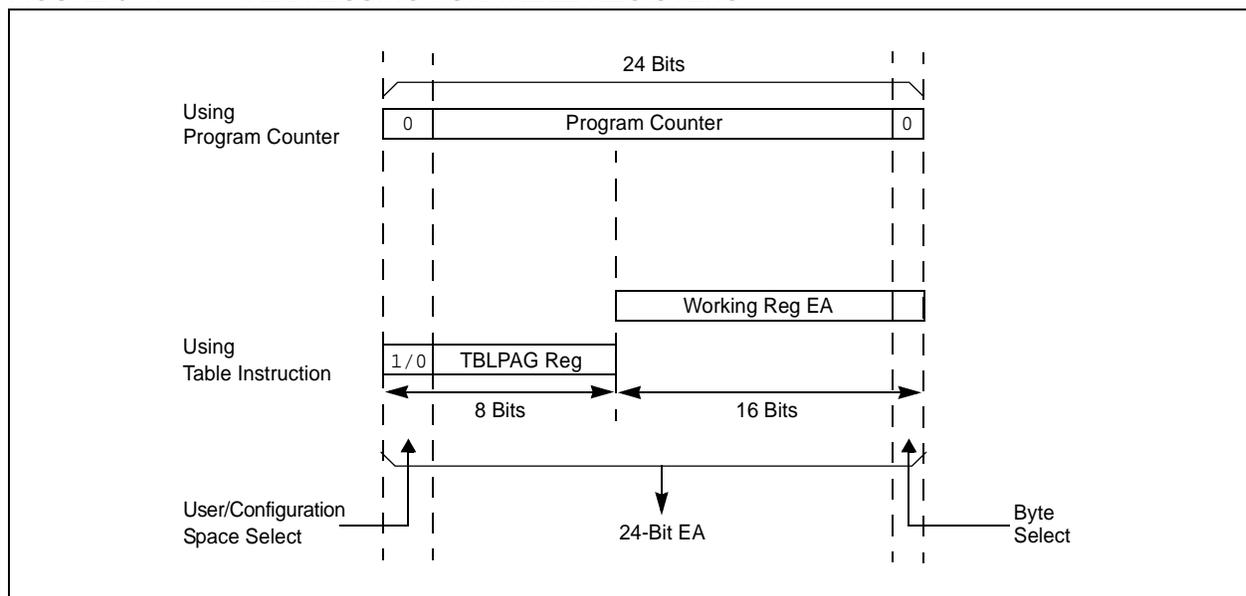 24 Bits
Using
Program Counter
0
Program Counter
0
Working Reg EA
Using
Table Instruction
1/0
TBLPAG Reg
8 Bits
16 Bits
User/Configuration
Space Select
24-Bit EA
Byte
Select